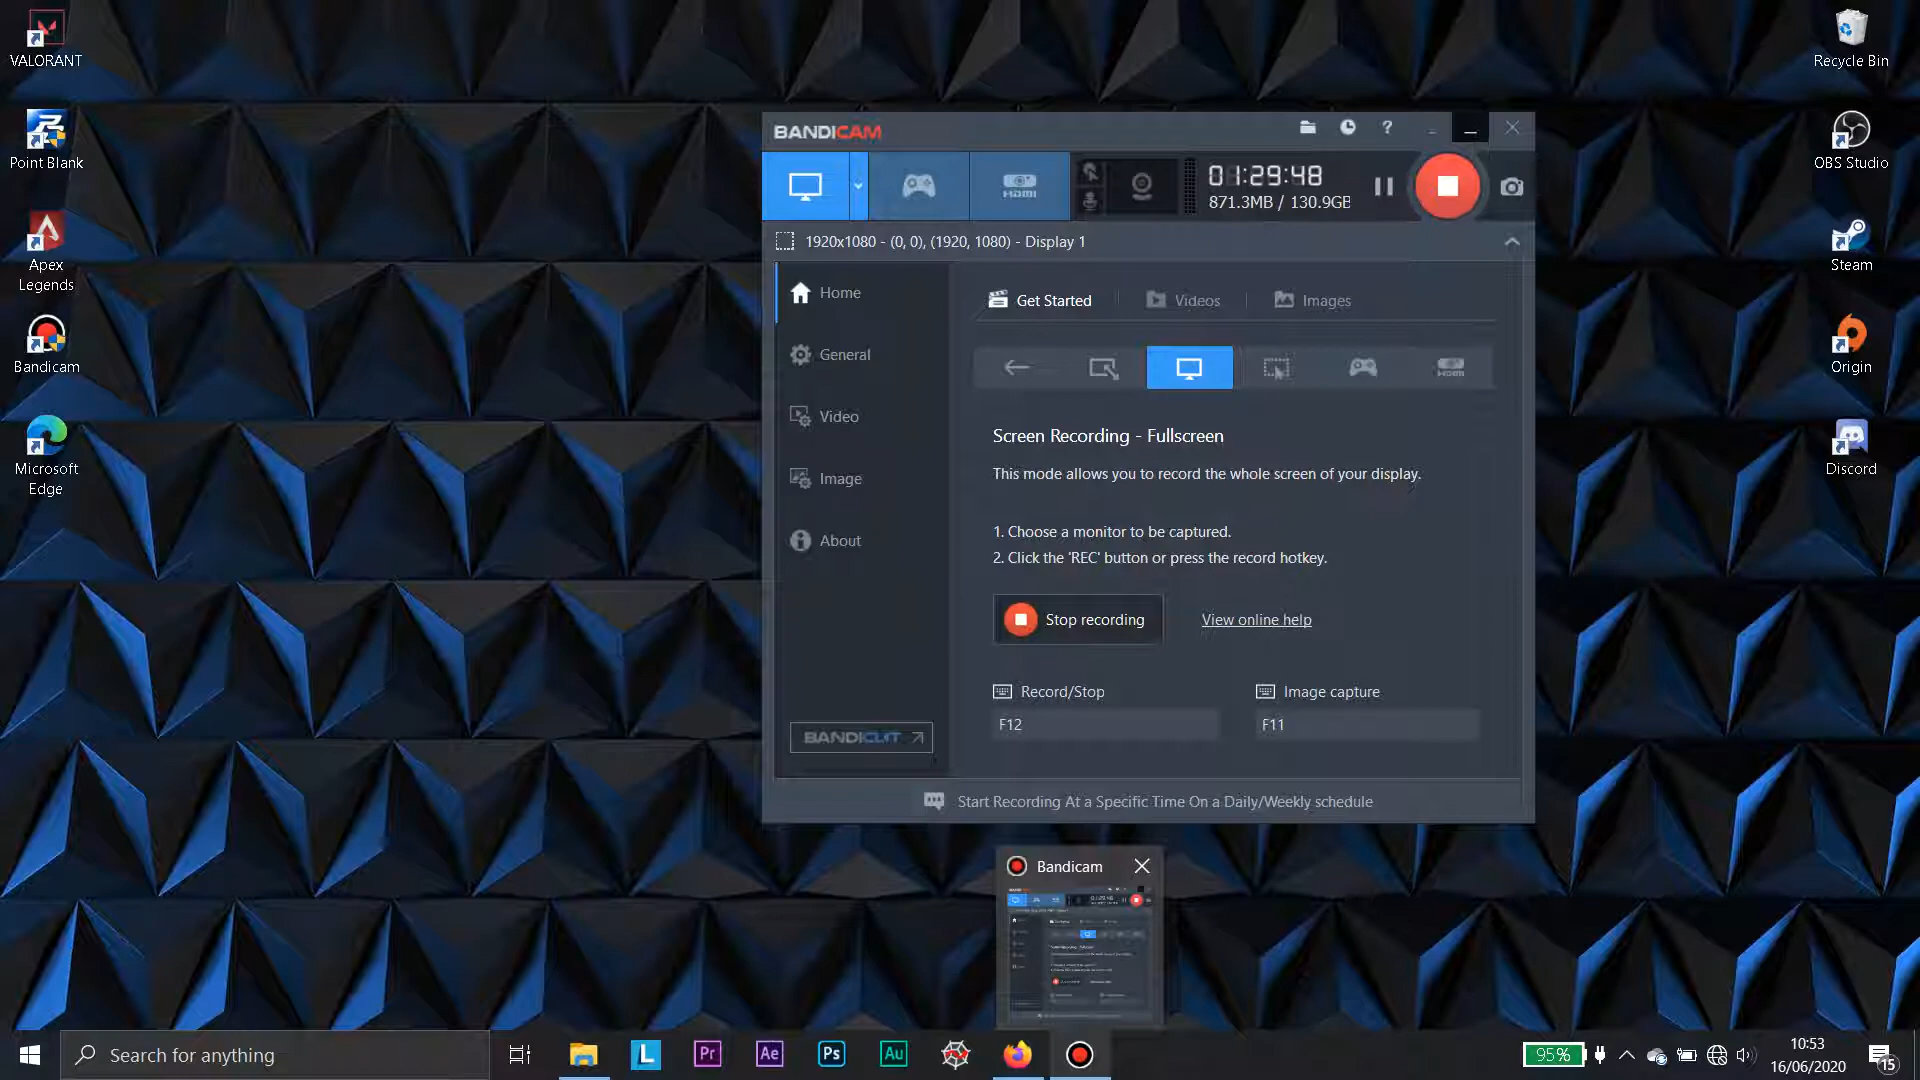 VALORANT
Point Blank
Apex
Legends
Bandicam
Microsoft
Edge
Recycle Bin
OBS Studio
Steam
Origin
Discord
BANDICAM
?
HDMI
01:29:48
871.3MB / 130.9GB
1920x1080 - (0, 0), (1920, 1080) - Display 1
Home
General
Video
Image
About
BANDICUT
Get Started
Videos
Images
HDMI
Screen Recording - Fullscreen
This mode allows you to record the whole screen of your display.
1. Choose a monitor to be captured.
2. Click the 'REC' button or press the record hotkey.
Stop recording
View online help
Record/Stop
Image capture
F12
F11
Start Recording At a Specific Time On a Daily/Weekly schedule
Bandicam
Search for anything
L
Pr
Ae
Ps
Au
95%
10:53
16/06/2020
15